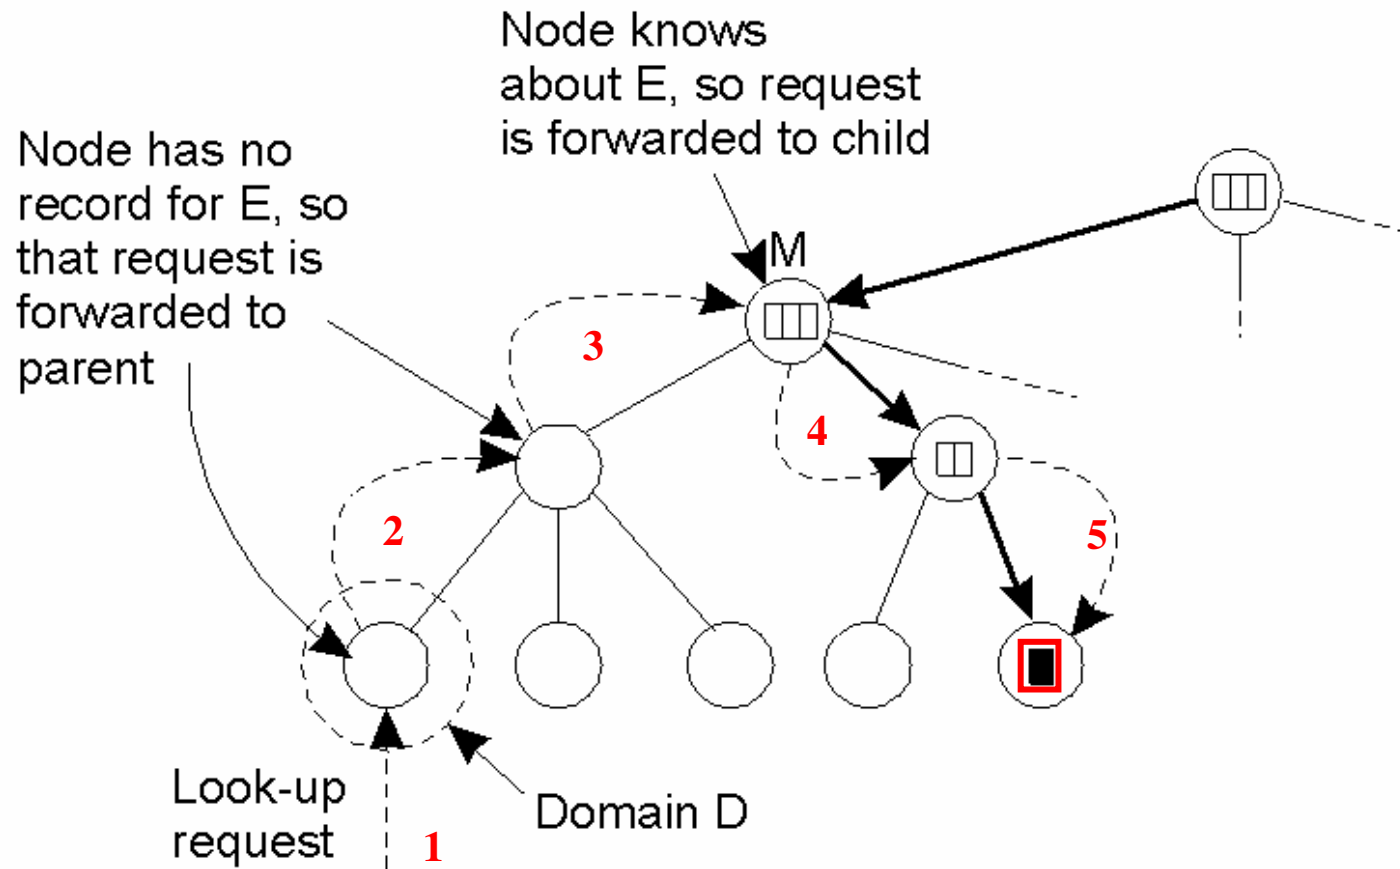 Node knows
about E, so request
is forwarded to child
Node has no
record for E, so
that request is
forwarded to
parent
M
3
4
2
5
Look-up
request
1
Domain D